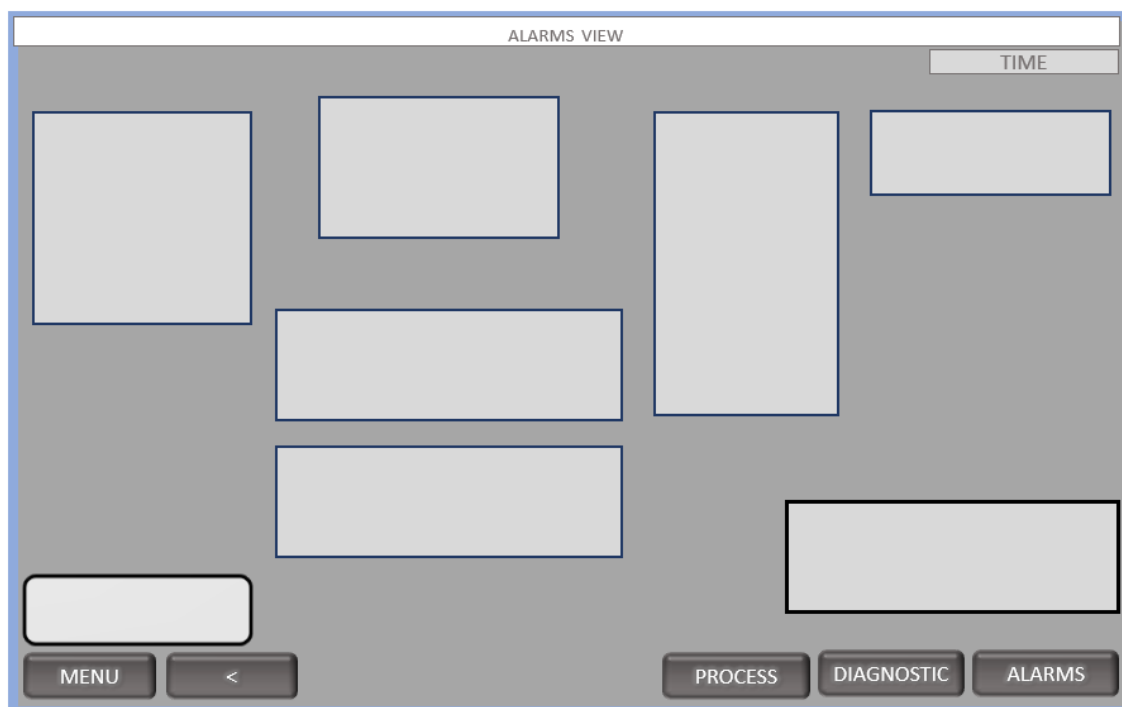 ALARMS VIEW
TIME
MENU
<
PROCESS
DIAGNOSTIC
ALARMS